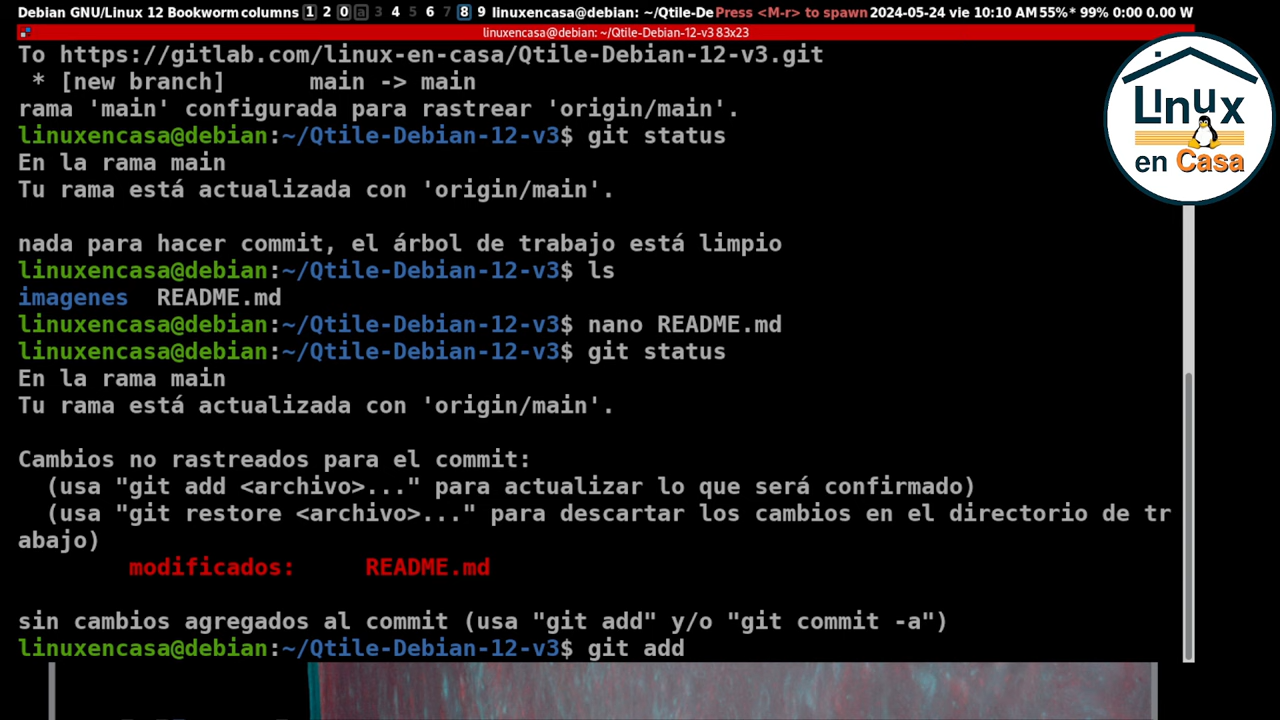 Debian GNU/Linux 12 Bookworm columns 1 2 0 a 3 4 5 6 7 8 9 linuxencasa@debian: ~/Qtile-De Press <M-r> to spawn 2024-05-24 vie 10:10 AM 55%* 99% 0:00 0.00 W
linuxencasa@debian: ~/Qtile-Debian-12-v3 83x23
To https://gitlab.com/linux-en-casa/Qtile-Debian-12-v3.git
 * [new branch]      main -> main
rama 'main' configurada para rastrear 'origin/main'.
linuxencasa@debian:~/Qtile-Debian-12-v3$ git status
En la rama main
Tu rama está actualizada con 'origin/main'.
nada para hacer commit, el árbol de trabajo está limpio
linuxencasa@debian:~/Qtile-Debian-12-v3$ ls
imagenes  README.md
linuxencasa@debian:~/Qtile-Debian-12-v3$ nano README.md
linuxencasa@debian:~/Qtile-Debian-12-v3$ git status
En la rama main
Tu rama está actualizada con 'origin/main'.
Cambios no rastreados para el commit:
  (usa "git add <archivo>..." para actualizar lo que será confirmado)
  (usa "git restore <archivo>..." para descartar los cambios en el directorio de tr
abajo)
        modificados:     README.md
sin cambios agregados al commit (usa "git add" y/o "git commit -a")
linuxencasa@debian:~/Qtile-Debian-12-v3$ git add
Linux
en Casa